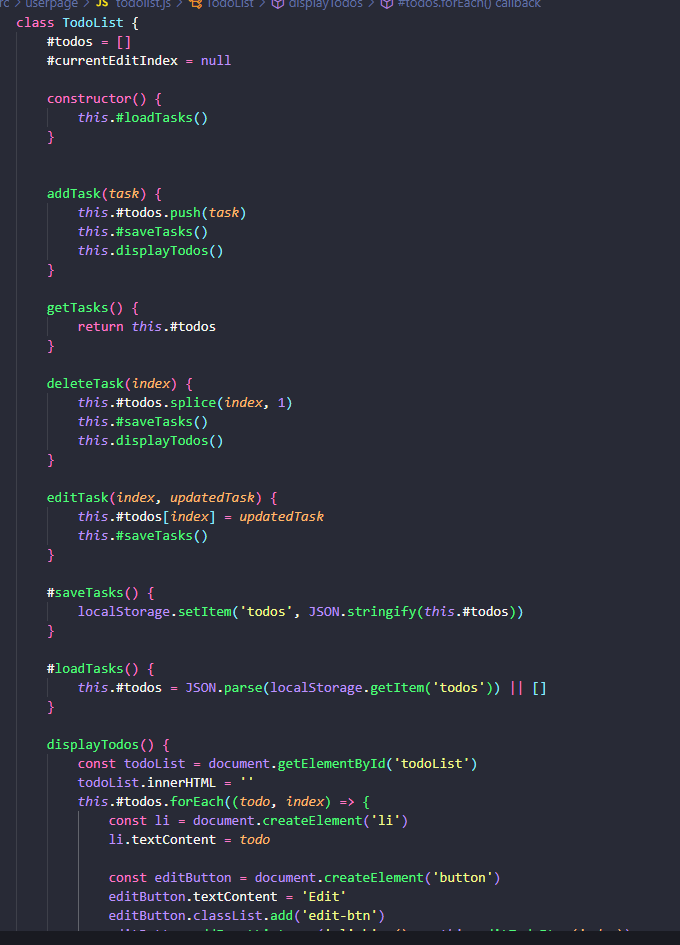 rc > userpage > JS todolist.js > TodoList > displayTodos > #todos.forEach() callback
class TodoList {
#todos = []
#currentEditIndex = null
constructor() {
this.#loadTasks()
}
addTask(task) {
this.#todos.push(task)
this.#saveTasks()
this.displayTodos()
}
getTasks() {
return this.#todos
}
deleteTask(index) {
this.#todos.splice(index, 1)
this.#saveTasks()
this.displayTodos()
}
editTask(index, updatedTask) {
this.#todos[index] = updatedTask
this.#saveTasks()
}
#saveTasks() {
localStorage.setItem('todos', JSON.stringify(this.#todos))
}
#loadTasks() {
this.#todos = JSON.parse(localStorage.getItem('todos')) || []
}
displayTodos() {
const todoList = document.getElementById('todoList')
todoList.innerHTML = ''
this.#todos.forEach((todo, index) => {
const li = document.createElement('li')
li.textContent = todo
const editButton = document.createElement('button')
editButton.textContent = 'Edit'
editButton.classList.add('edit-btn')